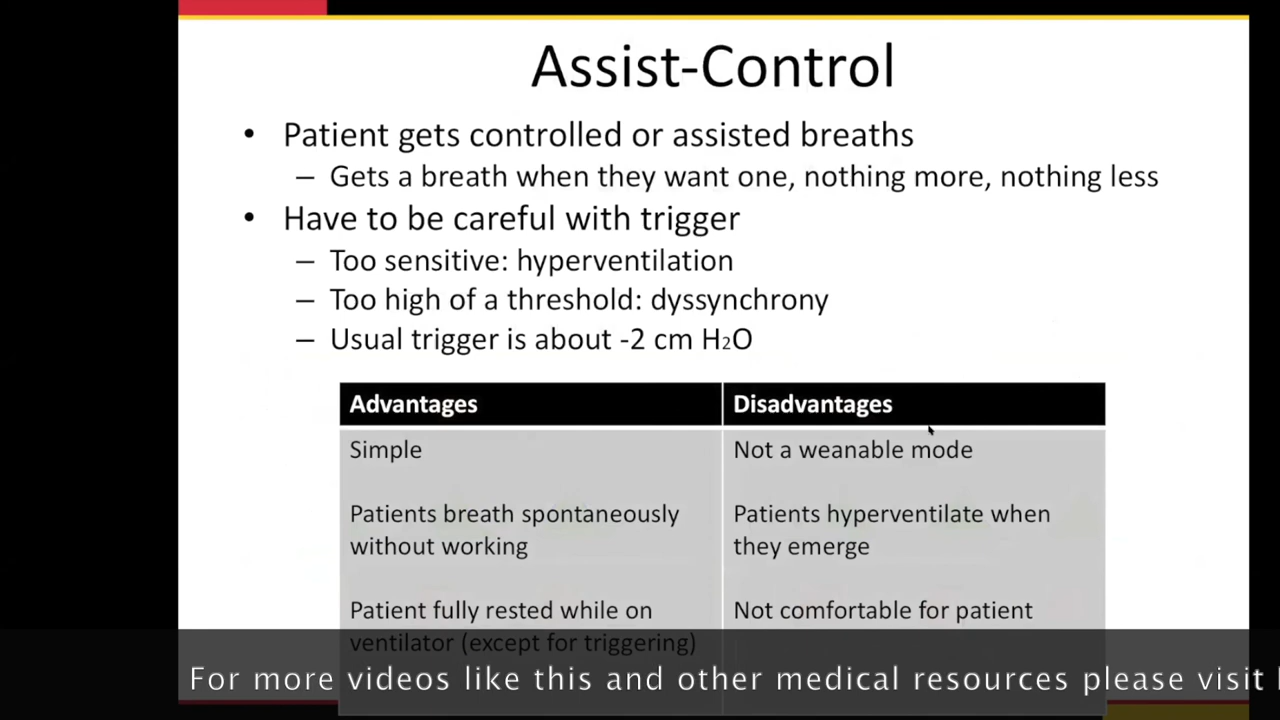 Assist-Control
• Patient gets controlled or assisted breaths
– Gets a breath when they want one, nothing more, nothing less
• Have to be careful with trigger
– Too sensitive: hyperventilation
– Too high of a threshold: dyssynchrony
– Usual trigger is about -2 cm H₂O
Advantages
Disadvantages
Simple
Not a weanable mode
Patients breath spontaneously
without working
Patients hyperventilate when
they emerge
Patient fully rested while on
ventilator (except for triggering)
Not comfortable for patient
For more videos like this and other medical resources please visit